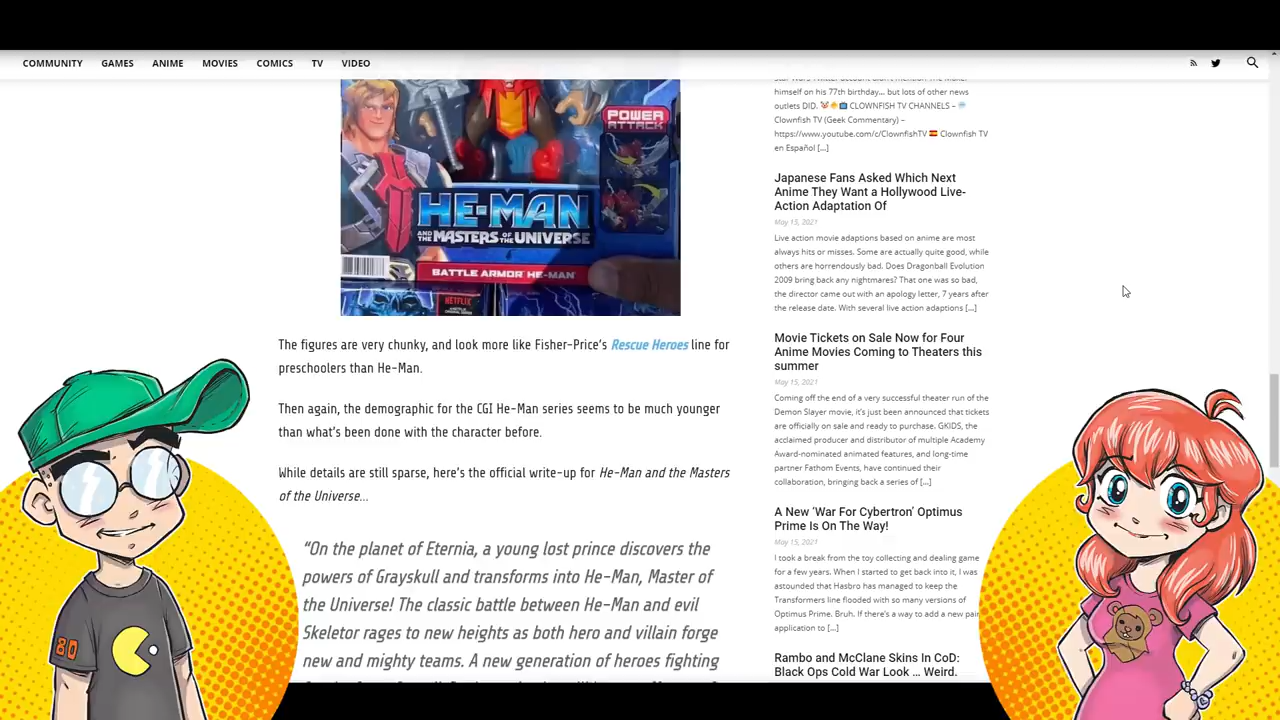 COMMUNITY GAMES ANIME MOVIES COMICS TV VIDEO
POWER
ATTACK
HE-MAN
AND THE MASTERS OF THE UNIVERSE
BATTLE ARMOR HE-MAN
NETFLIX
The figures are very chunky, and look more like Fisher-Price's Rescue Heroes line for
preschoolers than He-Man.
Then again, the demographic for the CGI He-Man series seems to be much younger
than what's been done with the character before.
While details are still sparse, here's the official write-up for He-Man and the Masters
of the Universe...
"On the planet of Eternia, a young lost prince discovers the
powers of Grayskull and transforms into He-Man, Master of
the Universe! The classic battle between He-Man and evil
Skeletor rages to new heights as both hero and villain forge
new and mighty teams. A new generation of heroes fighting
himself on his 77th birthday... but lots of other news
outlets DID. 🤡🔥📺 CLOWNFISH TV CHANNELS –
Clownfish TV (Geek Commentary) –
https://www.youtube.com/c/ClownfishTV 🇪🇸 Clownfish TV
en Español [...]
Japanese Fans Asked Which Next
Anime They Want a Hollywood Live-
Action Adaptation Of
May 15, 2021
Live action movie adaptions based on anime are most
always hits or misses. Some are actually quite good, while
others are horrendously bad. Does Dragonball Evolution
2009 bring back any nightmares? That one was so bad,
the director came out with an apology letter, 7 years after
the release date. With several live action adaptions [...]
Movie Tickets on Sale Now for Four
Anime Movies Coming to Theaters this
summer
May 15, 2021
Coming off the end of a very successful theater run of the
Demon Slayer movie, it's just been announced that tickets
are officially on sale and ready to purchase. GKIDS, the
acclaimed producer and distributor of multiple Academy
Award-nominated animated features, and long-time
partner Fathom Events, have continued their
collaboration, bringing back a series of [...]
A New 'War For Cybertron' Optimus
Prime Is On The Way!
May 15, 2021
I took a break from the toy collecting and dealing game
for a few years. When I started to get back into it, I was
astounded that Hasbro has managed to keep the
Transformers line flooded with so many versions of
Optimus Prime. Bruh. If there's a way to add a new pain
application to [...]
Rambo and McClane Skins In CoD:
Black Ops Cold War Look ... Weird.
80